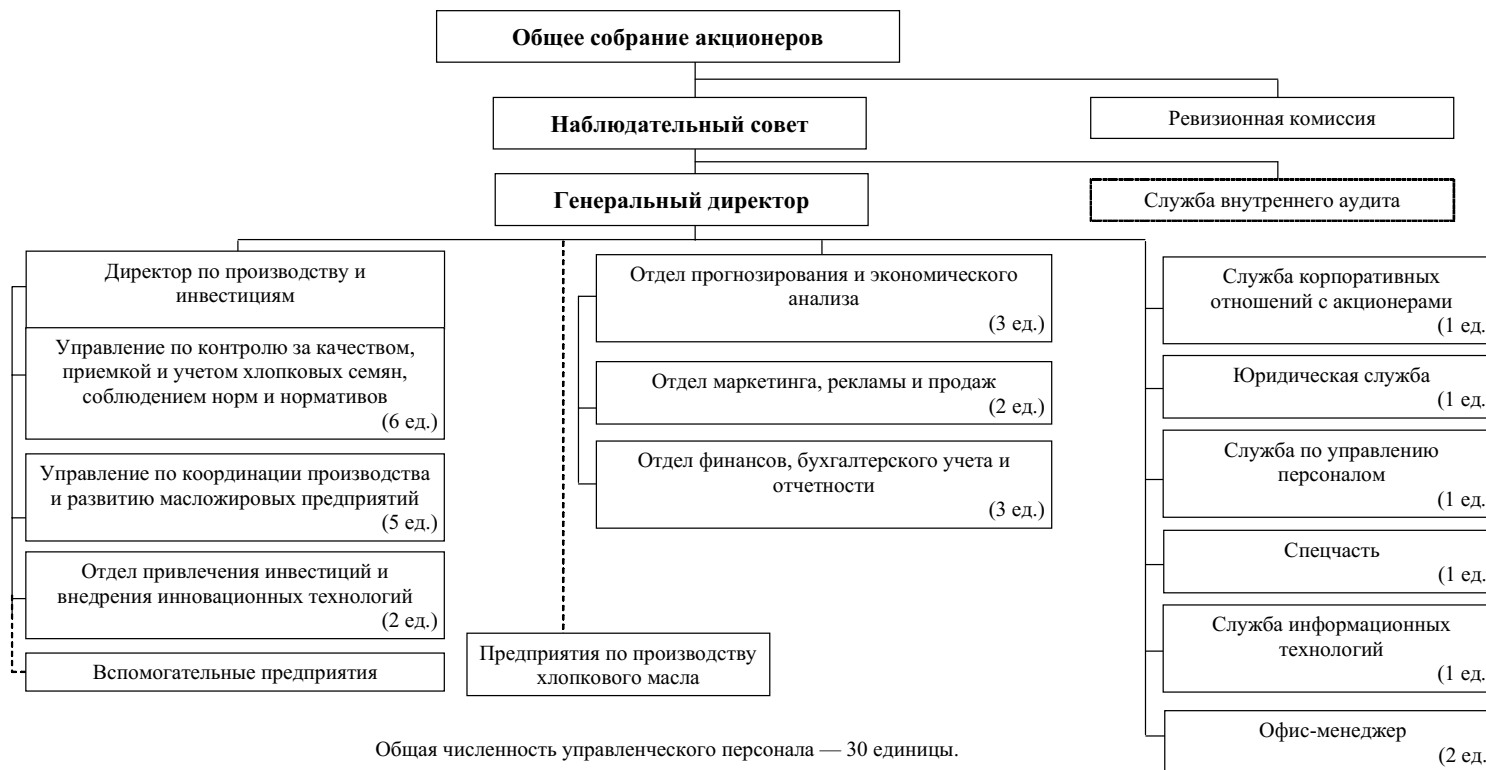 Общее собрание акционеров
Наблюдательный совет
Ревизионная комиссия
Генеральный директор
Служба внутреннего аудита
Директор по производству и
инвестициям
Управление по контролю за качеством,
приемкой и учетом хлопковых семян,
соблюдением норм и нормативов
(6 ед.)
Управление по координации производства
и развитию масложировых предприятий
(5 ед.)
Отдел привлечения инвестиций и
внедрения инновационных технологий
(2 ед.)
Вспомогательные предприятия
Предприятия по производству
хлопкового масла
Отдел прогнозирования и экономического
анализа
(3 ед.)
Отдел маркетинга, рекламы и продаж
(2 ед.)
Отдел финансов, бухгалтерского учета и
отчетности
(3 ед.)
Служба корпоративных
отношений с акционерами
(1 ед.
Юридическая служба
(1 ед.
Служба по управлению
персоналом
(1 ед.
Спецчасть
(1 ед.
Служба информационных
технологий
(1 ед.
Офис-менеджер
(2 ед.
Общая численность управленческого персонала — 30 единицы.